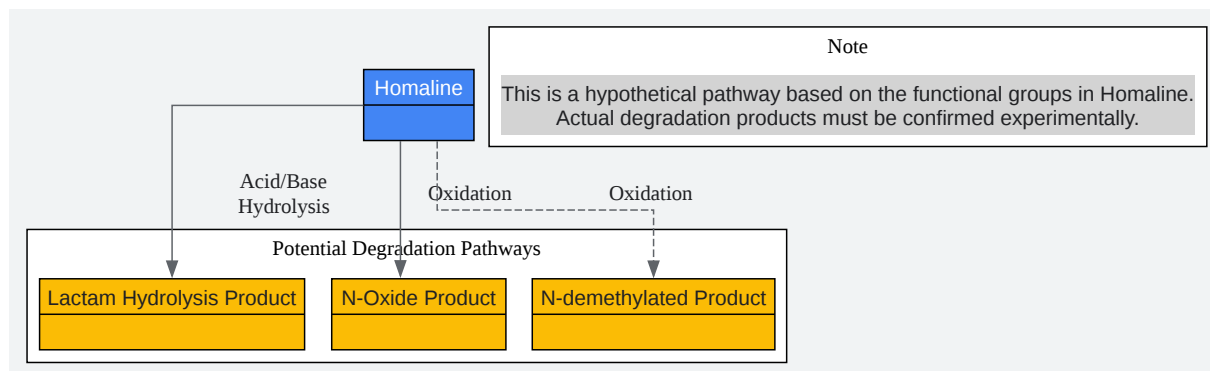 Note
Homaline
This is a hypothetical pathway based on the functional groups in Homaline.
Actual degradation products must be confirmed experimentally.
Acid/Base
Hydrolysis
Oxidation
Oxidation
Potential Degradation Pathways
Lactam Hydrolysis Product
N-Oxide Product
N-demethylated Product